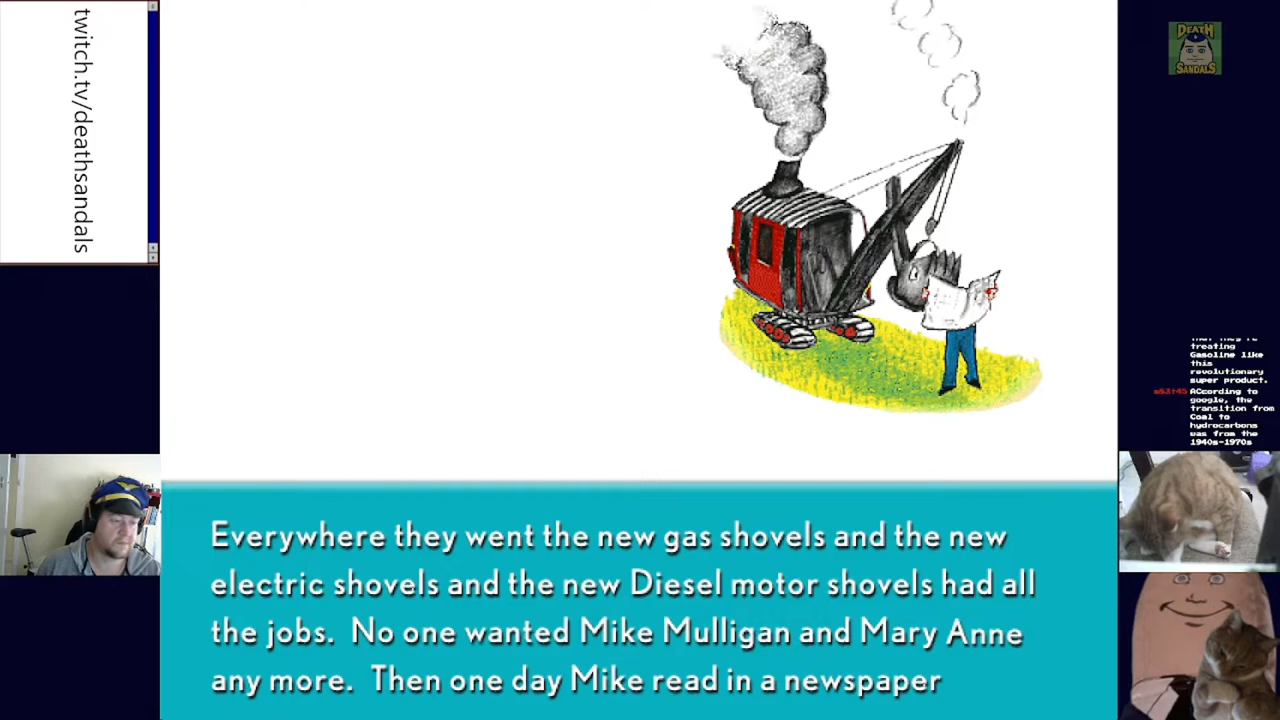 twitch.tv/deathsandals
DEATH
SANDALS
that they're
treating
Gasoline like
this
revolutionary
super product.
ACcording to
google, the
transition from
Coal to
hydrocarbons
was from the
1940s-1970s
Everywhere they went the new gas shovels and the new
electric shovels and the new Diesel motor shovels had all
the jobs. No one wanted Mike Mulligan and Mary Anne
any more. Then one day Mike read in a newspaper